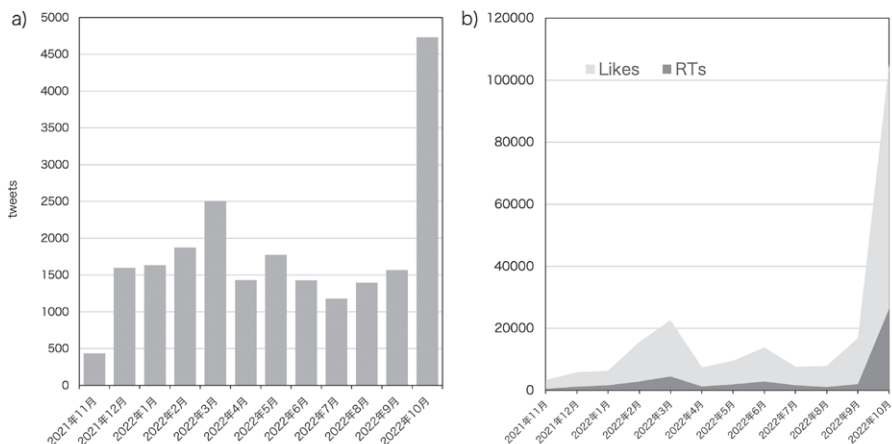 a)
5000
4500
4000
3500
3000
2500
2000
1500
1000
500
0
tweets
2021年11月
2021年12月
2022年1月
2022年2月
2022年3月
2022年4月
2022年5月
2022年6月
2022年7月
2022年8月
2022年9月
2022年10月
b)
120000
100000
80000
60000
40000
20000
0
Likes RTs
2021年11月
2021年12月
2022年1月
2022年2月
2022年3月
2022年4月
2022年5月
2022年6月
2022年7月
2022年8月
2022年9月
2022年10月